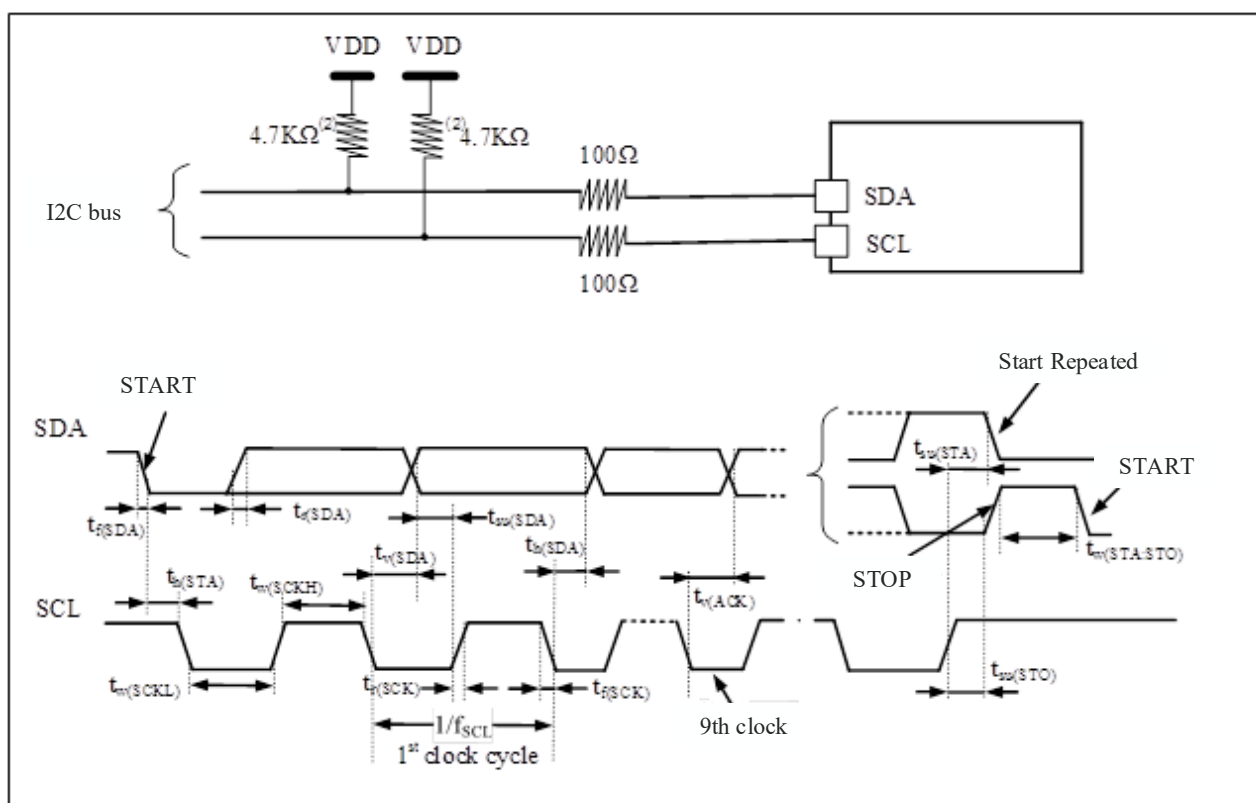 VDD VDD
4.7KΩ(2) (2)4.7KΩ
100Ω
I2C bus
SDA
SCL
100Ω
Start Repeated
START
SDA
tsu(STA)
START
tf(SDA)
tr(SDA)
tsu(SDA)
tv(SDA)
th(SDA)
tw(STA:STO)
STOP
th(STA)
tw(SCKH)
tv(ACK)
SCL
tw(SCKL)
tr(SCK)
tf(SCK)
tsu(STO)
1/fSCL
9th clock
1st clock cycle